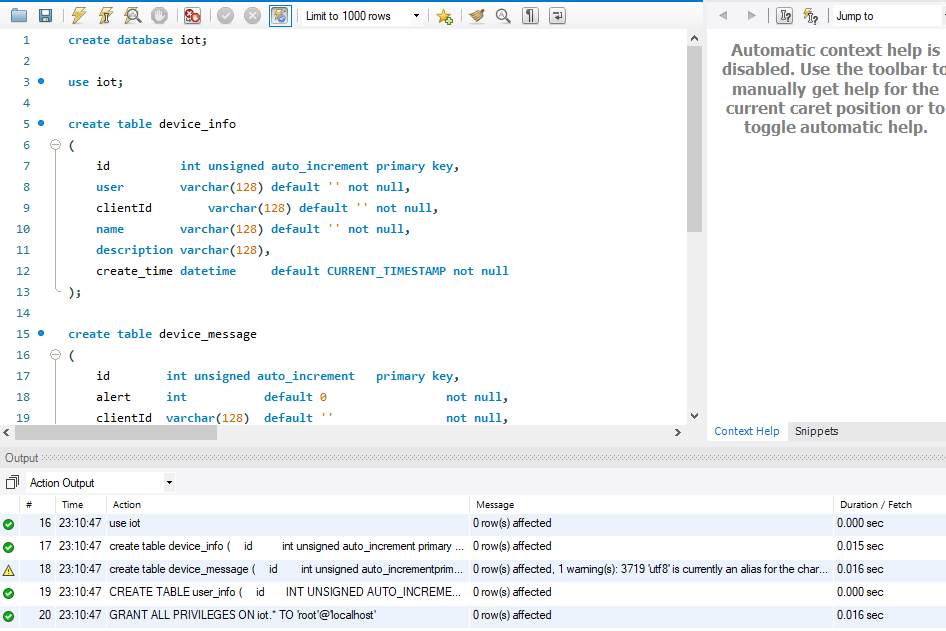 Limit to 1000 rows
Jump to
1 create database iot;
2
3 use iot;
4
5 create table device_info
6 (
7 id int unsigned auto_increment primary key,
8 user varchar(128) default '' not null,
9 clientId varchar(128) default '' not null,
10 name varchar(128) default '' not null,
11 description varchar(128),
12 create_time datetime default CURRENT_TIMESTAMP not null
13 );
14
15 create table device_message
16 (
17 id int unsigned auto_increment primary key,
18 alert int default 0 not null,
19 clientId varchar(128) default '' not null,
Automatic context help is
disabled. Use the toolbar to
manually get help for the
current caret position or to
toggle automatic help.
Context Help Snippets
Output
Action Output
# Time Action Message Duration / Fetch
16 23:10:47 use iot 0 row(s) affected 0.000 sec
17 23:10:47 create table device_info ( id int unsigned auto_increment primary ... 0 row(s) affected 0.015 sec
18 23:10:47 create table device_message ( id int unsigned auto_incrementprim... 0 row(s) affected, 1 warning(s): 3719 'utf8' is currently an alias for the char... 0.016 sec
19 23:10:47 CREATE TABLE user_info ( id INT UNSIGNED AUTO_INCREME... 0 row(s) affected 0.000 sec
20 23:10:47 GRANT ALL PRIVILEGES ON iot.* TO 'root'@'localhost' 0 row(s) affected 0.016 sec